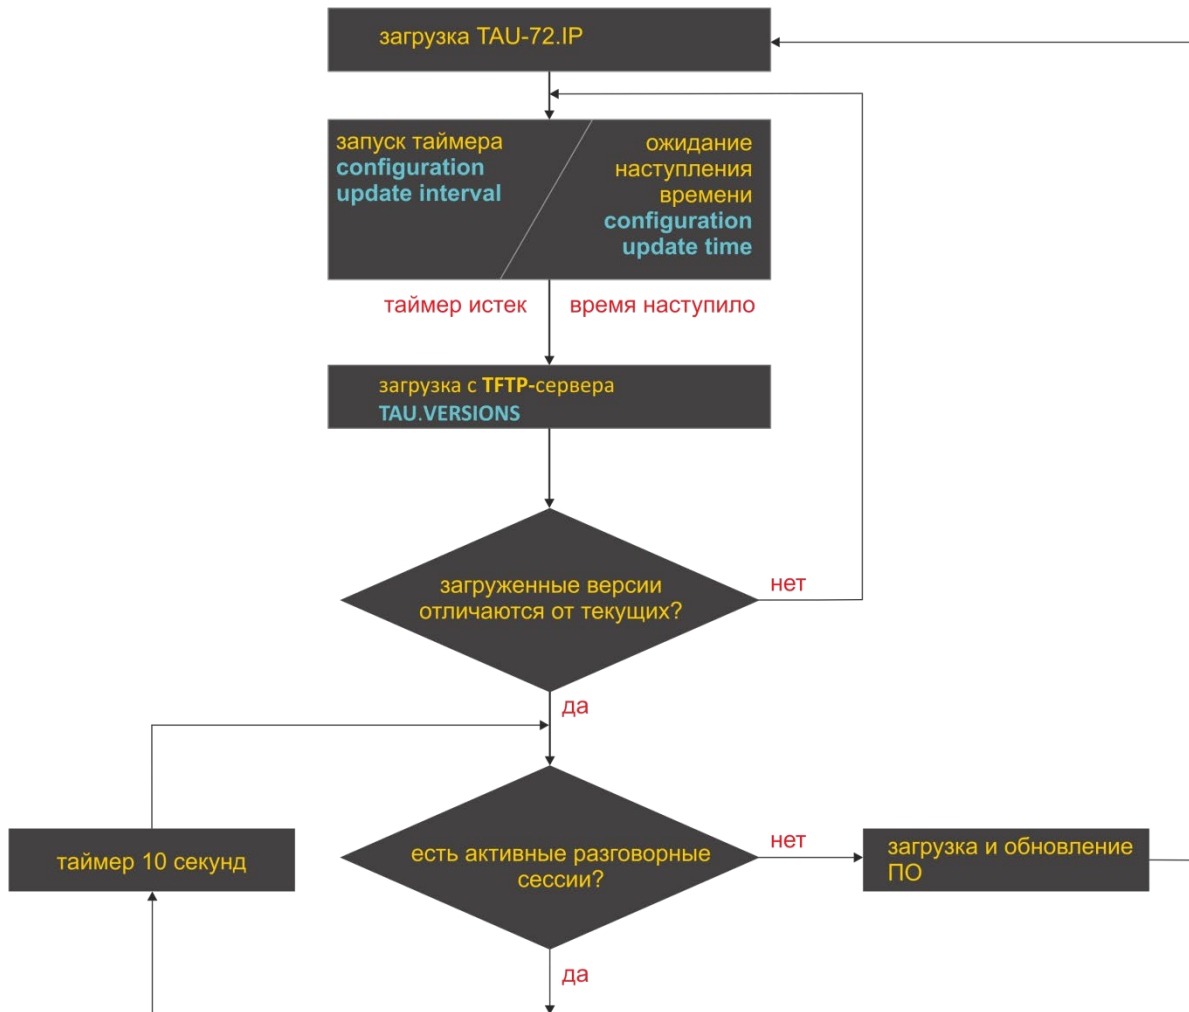 загрузка TAU-72.IP
запуск таймера
configuration
update interval
ожидание
наступления
времени
configuration
update time
таймер истек
время наступило
загрузка с TFTP-сервера
TAU.VERSIONS
загруженные версии
отличаются от текущих?
нет
да
таймер 10 секунд
есть активные разговорные
сессии?
нет
загрузка и обновление
ПО
да